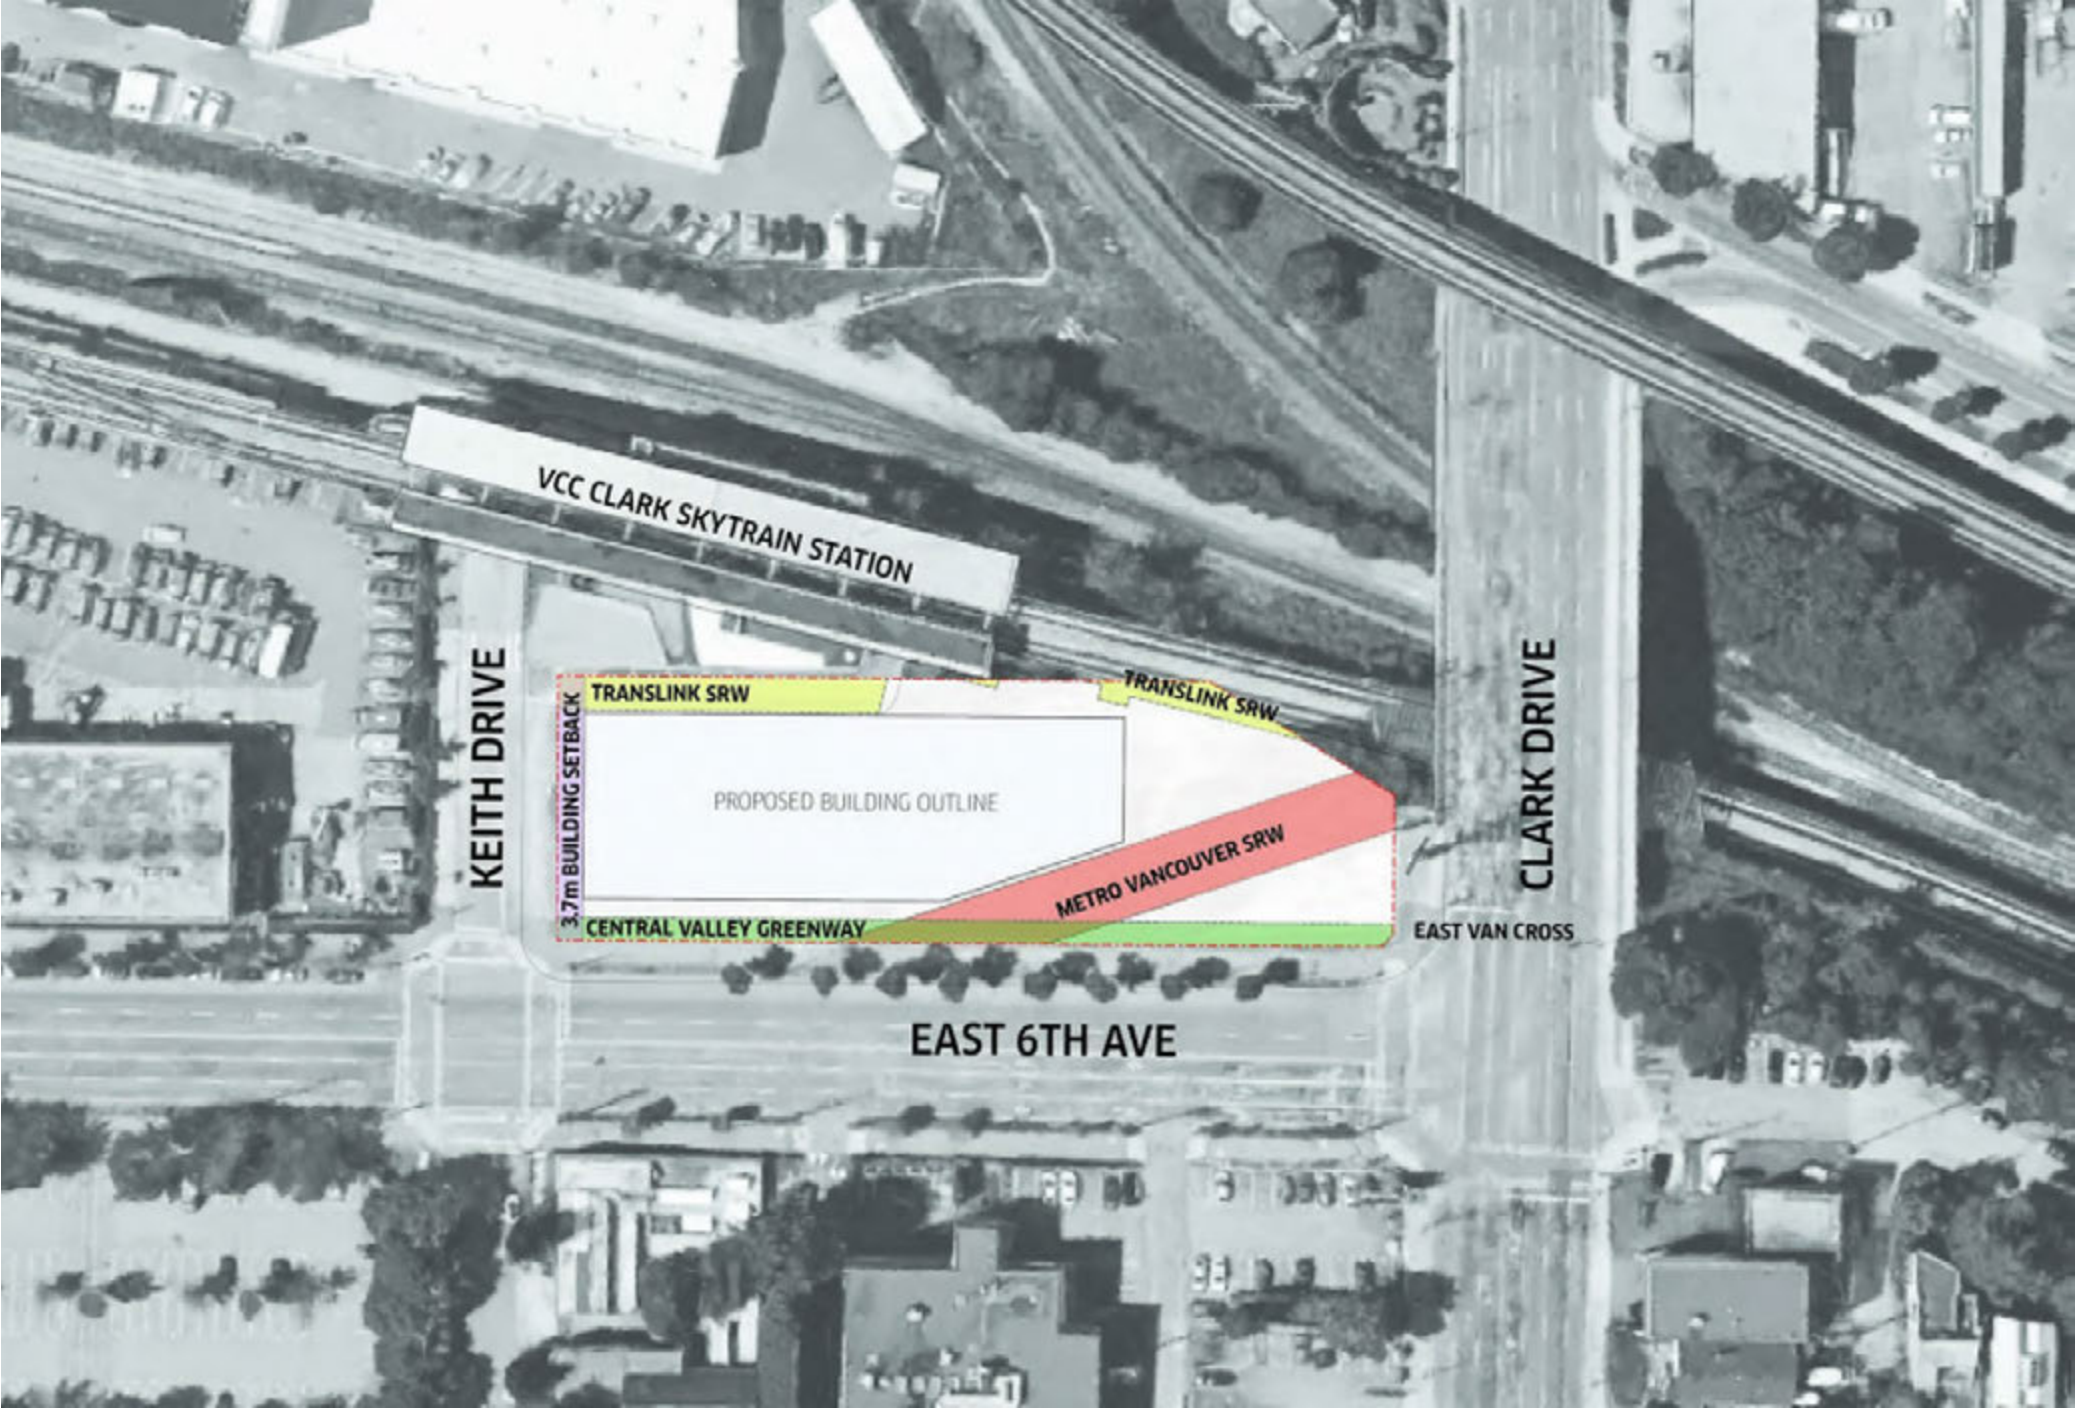 VCC CLARK SKYTRAIN STATION
KEITH DRIVE
3.7m BUILDING SETBACK
TRANSLINK SRW
TRANSLINK SRW
PROPOSED BUILDING OUTLINE
METRO VANCOUVER SRW
CENTRAL VALLEY GREENWAY
CLARK DRIVE
EAST VAN CROSS
EAST 6TH AVE